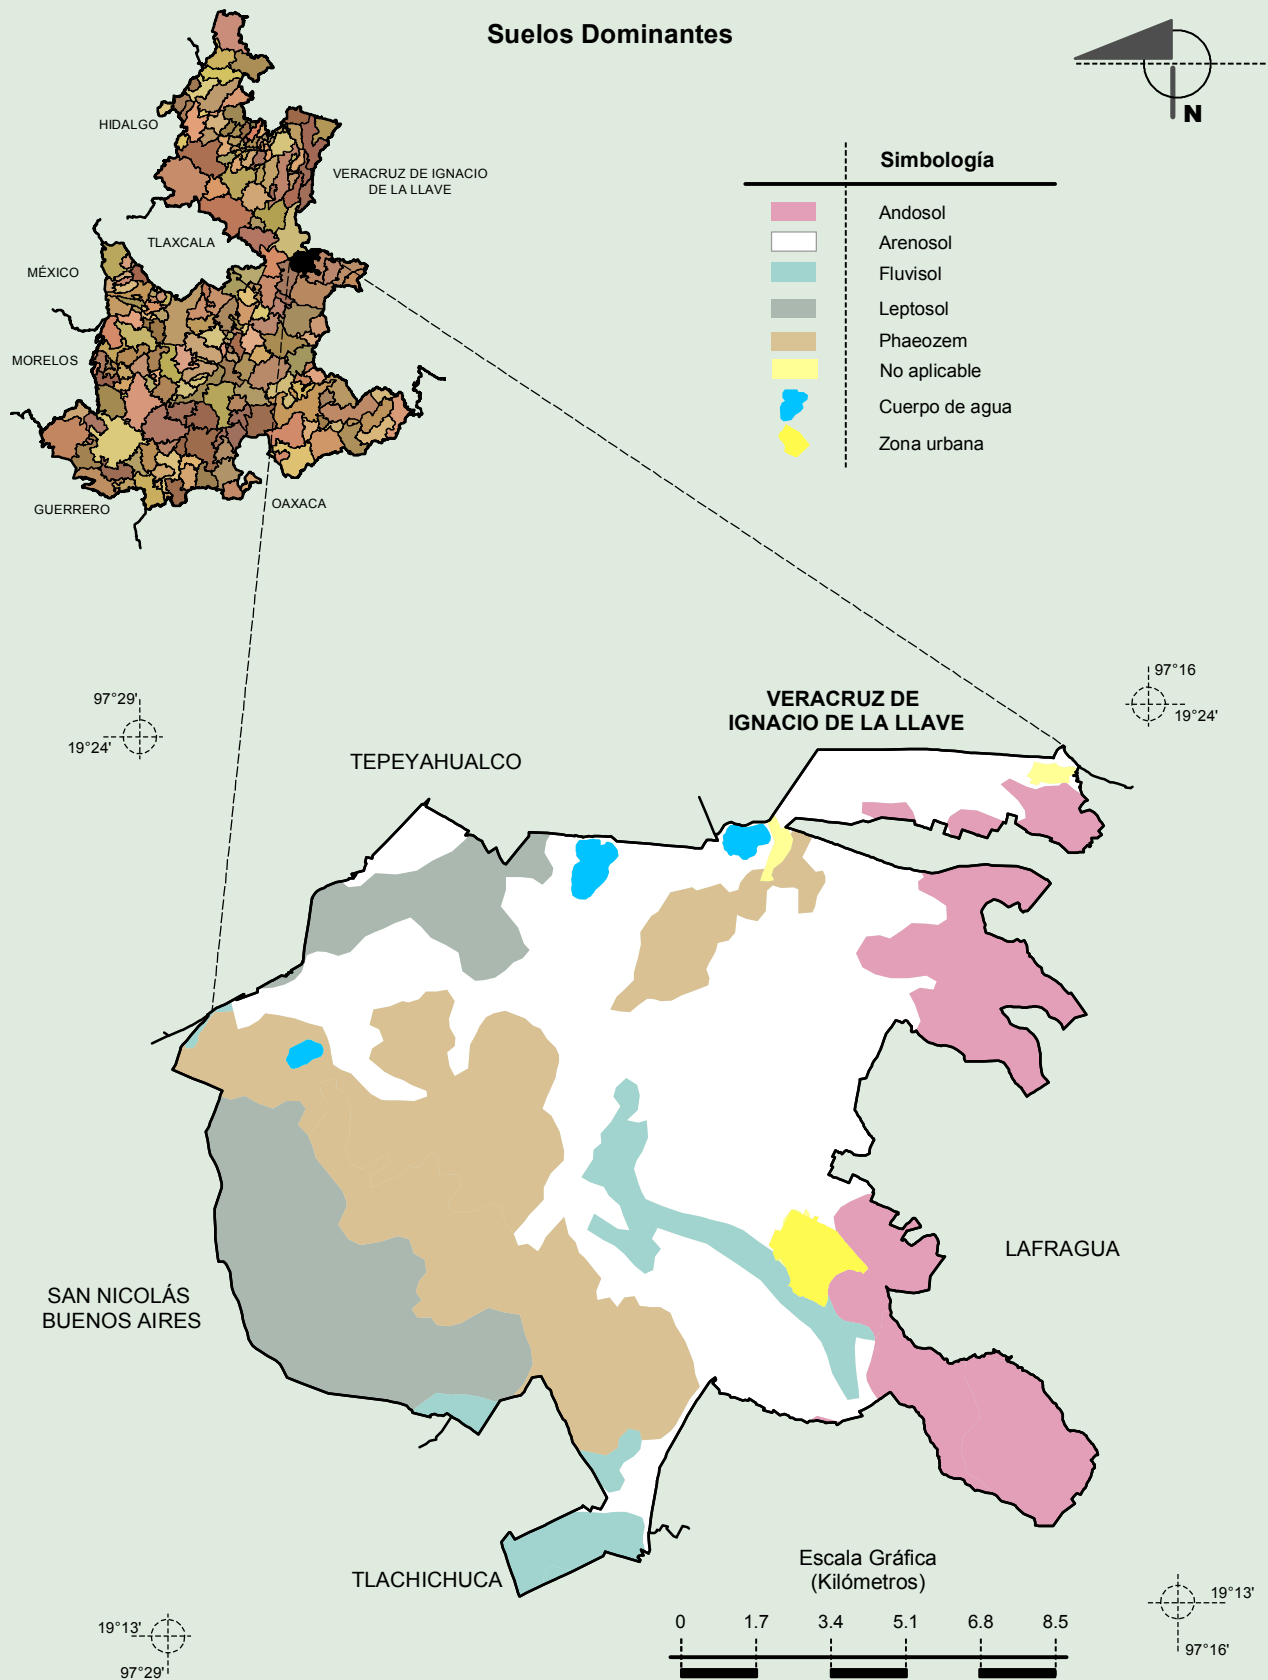 Suelos Dominantes
N
HIDALGO
VERACRUZ DE IGNACIO
DE LA LLAVE
TLAXCALA
MÉXICO
MORELOS
GUERRERO
OAXACA
Simbología
Andosol
Arenosol
Fluvisol
Leptosol
Phaeozem
No aplicable
Cuerpo de agua
Zona urbana
97°29'
19°24'
97°16
19°24'
VERACRUZ DE
IGNACIO DE LA LLAVE
TEPEYAHUALCO
LAFRAGUA
SAN NICOLÁS
BUENOS AIRES
TLACHICHUCA
Escala Gráfica
(Kilómetros)
0 1.7 3.4 5.1 6.8 8.5
19°13'
97°29'
19°13'
97°16'